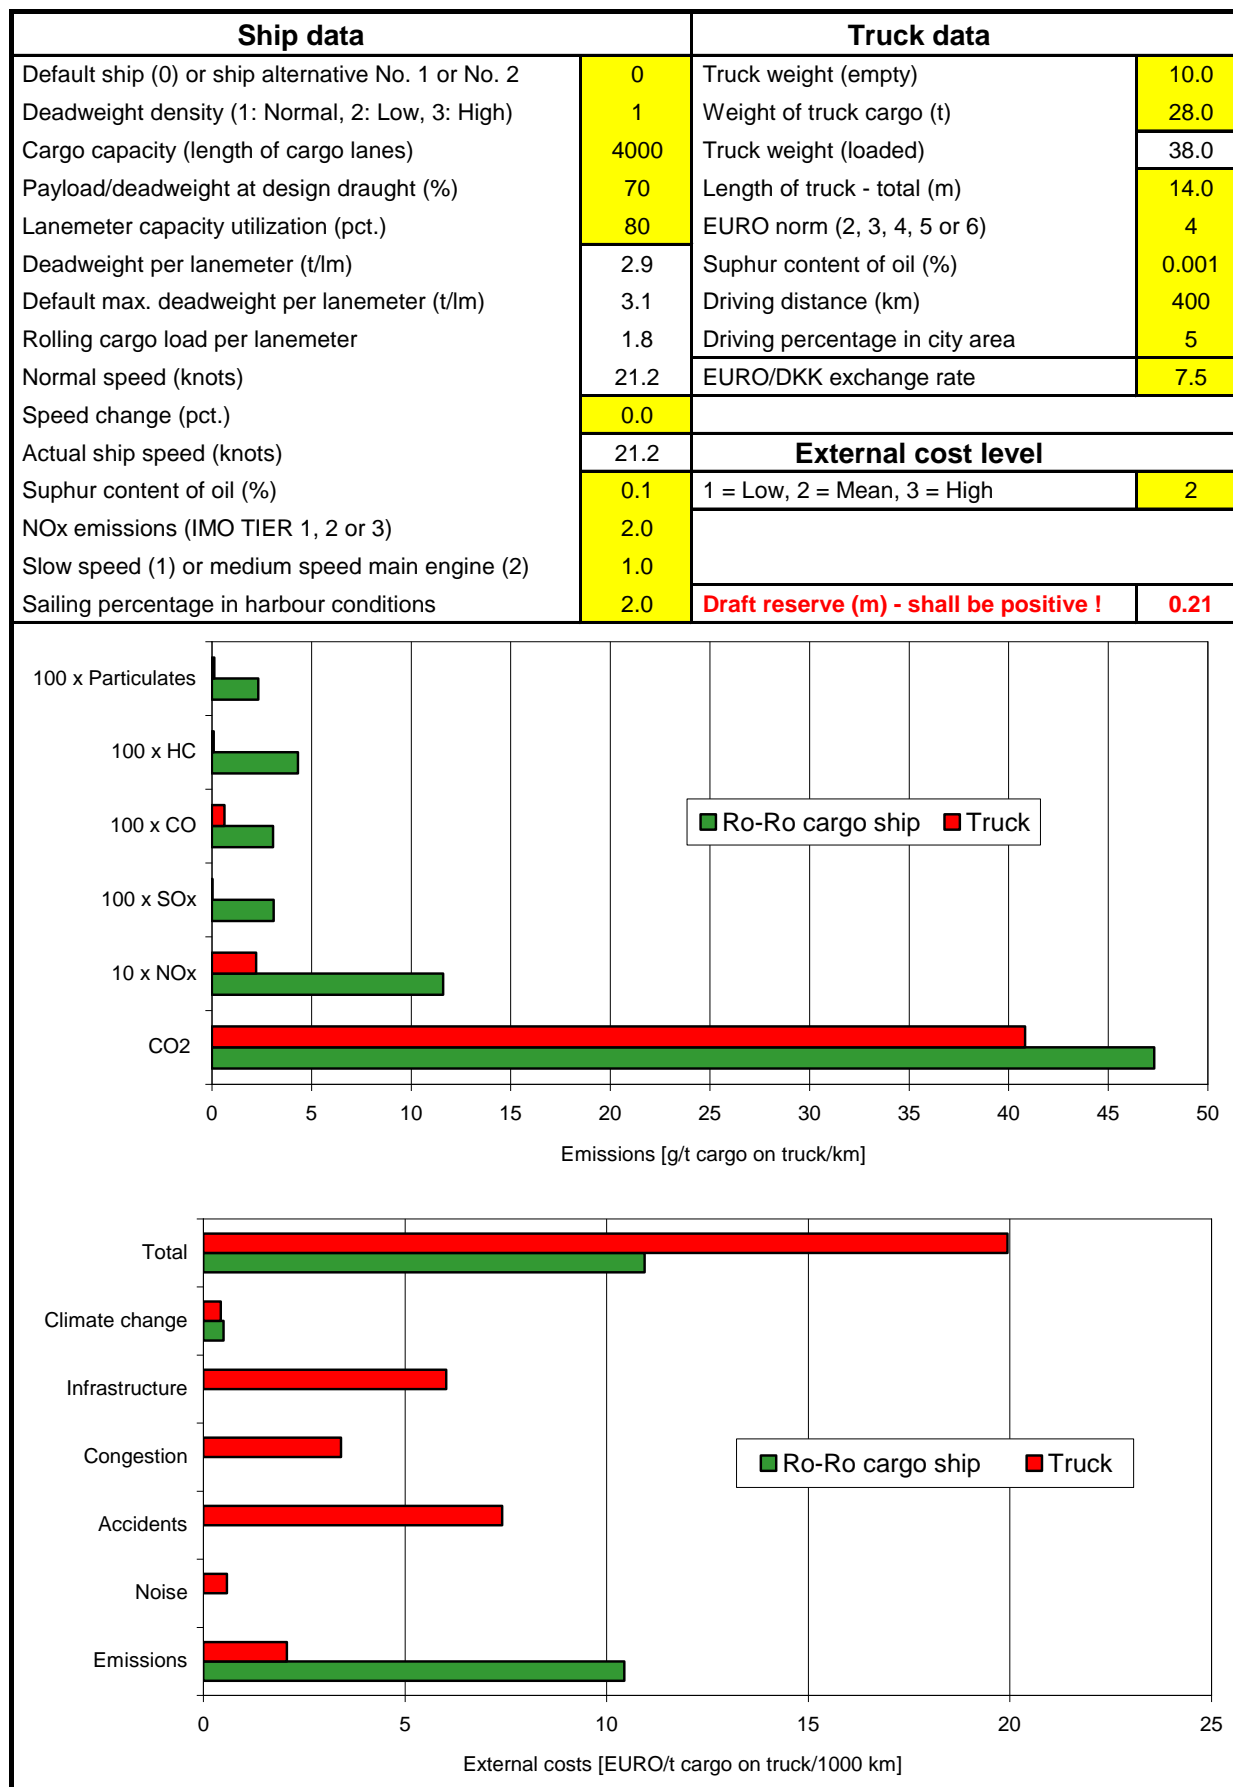 Ship data Truck data
Default ship (0) or ship alternative No. 1 or No. 2 0 Truck weight (empty) 10.0
Deadweight density (1: Normal, 2: Low, 3: High) 1 Weight of truck cargo (t) 28.0
Cargo capacity (length of cargo lanes) 4000 Truck weight (loaded) 38.0
Payload/deadweight at design draught (%) 70 Length of truck - total (m) 14.0
Lanemeter capacity utilization (pct.) 80 EURO norm (2, 3, 4, 5 or 6) 4
Deadweight per lanemeter (t/lm) 2.9 Suphur content of oil (%) 0.001
Default max. deadweight per lanemeter (t/lm) 3.1 Driving distance (km) 400
Rolling cargo load per lanemeter 1.8 Driving percentage in city area 5
Normal speed (knots) 21.2 EURO/DKK exchange rate 7.5
Speed change (pct.) 0.0
Actual ship speed (knots) 21.2 External cost level
Suphur content of oil (%) 0.1 1 = Low, 2 = Mean, 3 = High 2
NOx emissions (IMO TIER 1, 2 or 3) 2.0
Slow speed (1) or medium speed main engine (2) 1.0
Sailing percentage in harbour conditions 2.0 Draft reserve (m) - shall be positive ! 0.21
100 x Particulates
100 x HC
100 x CO
Ro-Ro cargo ship Truck
100 x SOx
10 x NOx
CO2
0 5 10 15 20 25 30 35 40 45 50
Emissions [g/t cargo on truck/km]
Total
Climate change
Infrastructure
Congestion
Ro-Ro cargo ship Truck
Accidents
Noise
Emissions
0 5 10 15 20 25
External costs [EURO/t cargo on truck/1000 km]